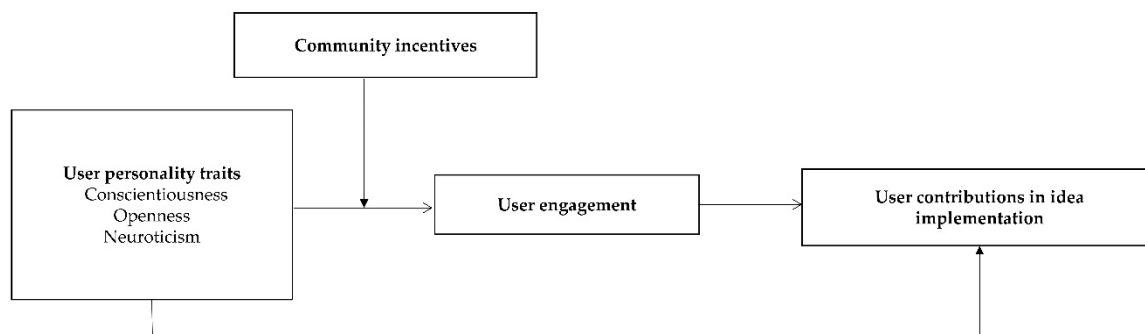 Community incentives
User personality traits
Conscientiousness
Openness
Neuroticism
User engagement
User contributions in idea
implementation